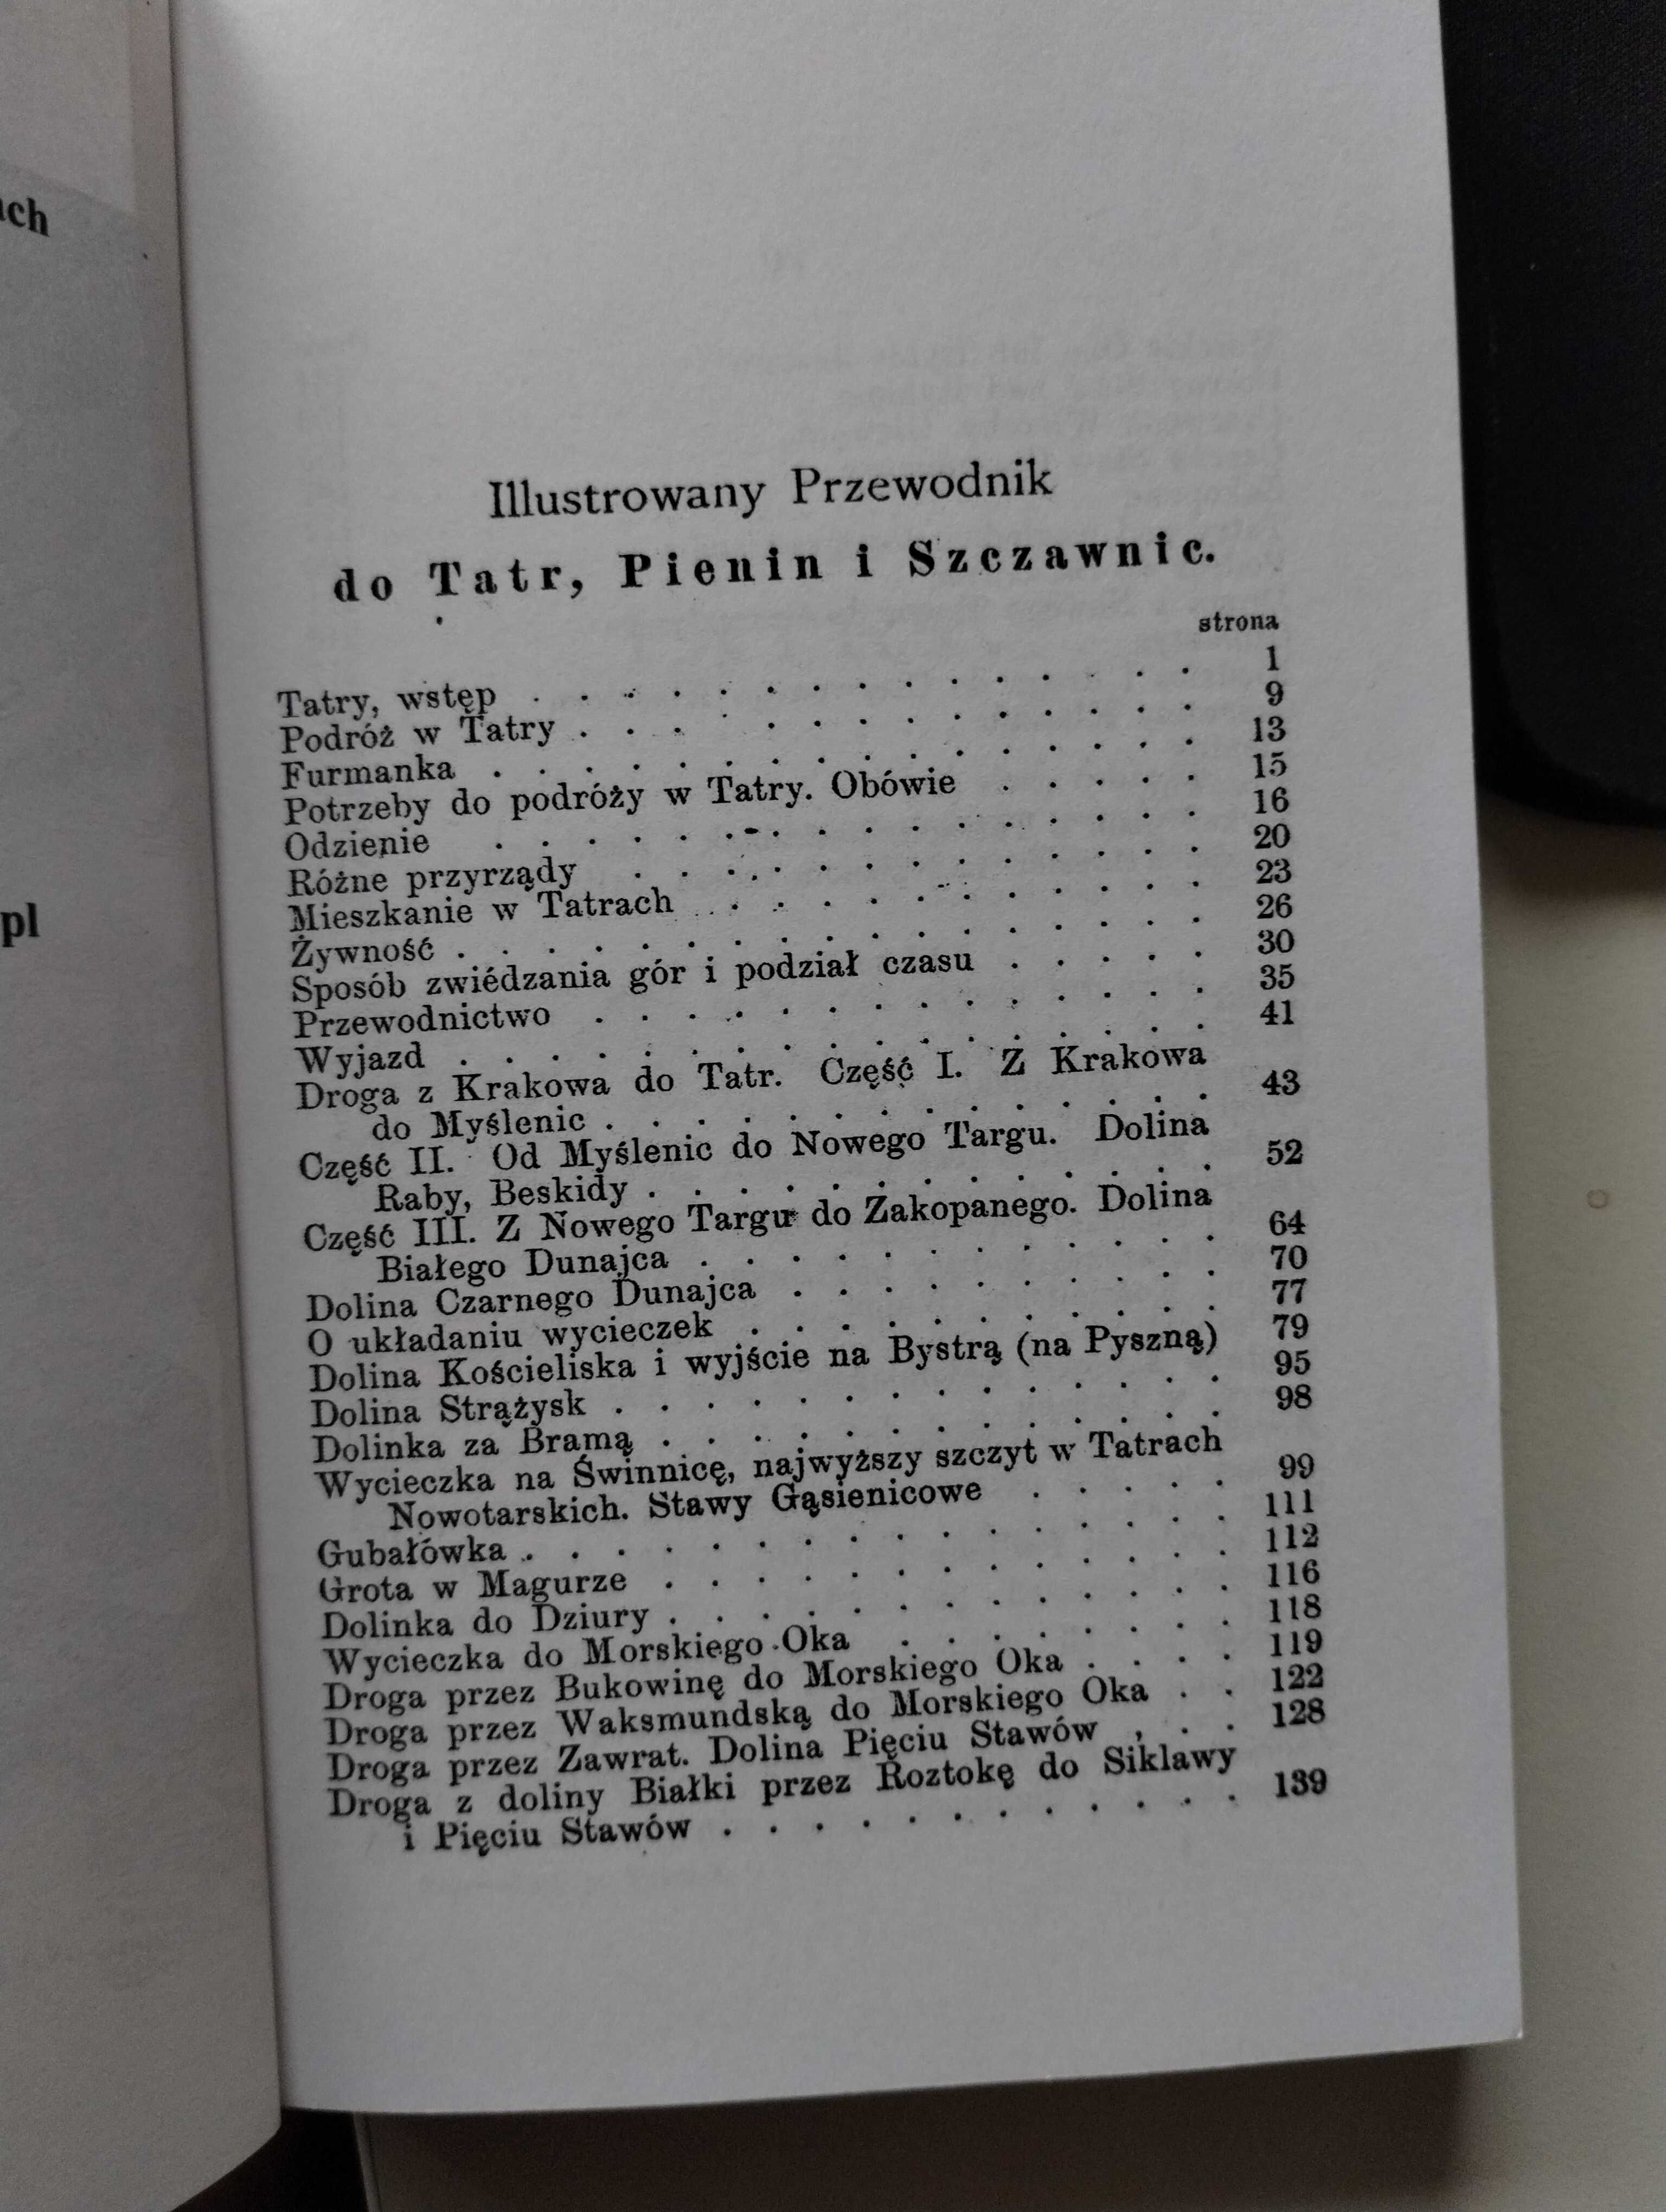 ch
pl
Illustrowany Przewodnik
do Tatr, Pienin i Szczawnic.
strona
Tatry, wstęp . . . . . . . . . . . . . . . 1
Podróż w Tatry . . . . . . . . . . . . . 9
Furmanka . . . . . . . . . . . . . . . . 13
Potrzeby do podróży w Tatry. Obówie . . . . . 15
Odzienie . . . . . . . . . . . . . . . . 16
Różne przyrządy . . . . . . . . . . . . . 20
Mieszkanie w Tatrach . . . . . . . . . . . 23
Żywność . . . . . . . . . . . . . . . . . 26
Sposób zwiédzania gór i podział czasu . . . . . 30
Przewodnictwo . . . . . . . . . . . . . . 35
Wyjazd . . . . . . . . . . . . . . . . . 41
Droga z Krakowa do Tatr. Część I. Z Krakowa
do Myślenic . . . . . . . . . . . . . . 43
Część II. Od Myślenic do Nowego Targu. Dolina
Raby, Beskidy . . . . . . . . . . . . . 52
Część III. Z Nowego Targu do Zakopanego. Dolina
Białego Dunajca . . . . . . . . . . . . 64
Dolina Czarnego Dunajca . . . . . . . . . . 70
O układaniu wycieczek . . . . . . . . . . . 77
Dolina Kościeliska i wyjście na Bystrą (na Pyszną) 79
Dolina Strążysk . . . . . . . . . . . . . . 95
Dolinka za Bramą . . . . . . . . . . . . . 98
Wycieczka na Świnnicę, najwyższy szczyt w Tatrach
Nowotarskich. Stawy Gąsienicowe . . . . . 99
Gubałówka . . . . . . . . . . . . . . . . 111
Grota w Magurze . . . . . . . . . . . . . 112
Dolinka do Dziury . . . . . . . . . . . . . 116
Wycieczka do Morskiego Oka . . . . . . . . 118
Droga przez Bukowinę do Morskiego Oka . . . . 119
Droga przez Waksmundską do Morskiego Oka . . 122
Droga przez Zawrat. Dolina Pięciu Stawów . . . 128
Droga z doliny Białki przez Roztokę do Siklawy
i Pięciu Stawów . . . . . . . . . . . . 139